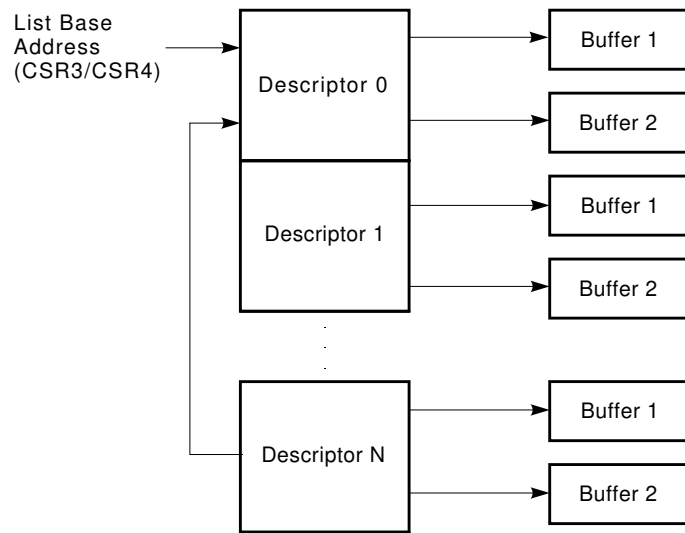 List Base
Address
(CSR3/CSR4)
Descriptor 0
Buffer 1
Buffer 2
Descriptor 1
Buffer 1
Buffer 2
Descriptor N
Buffer 1
Buffer 2